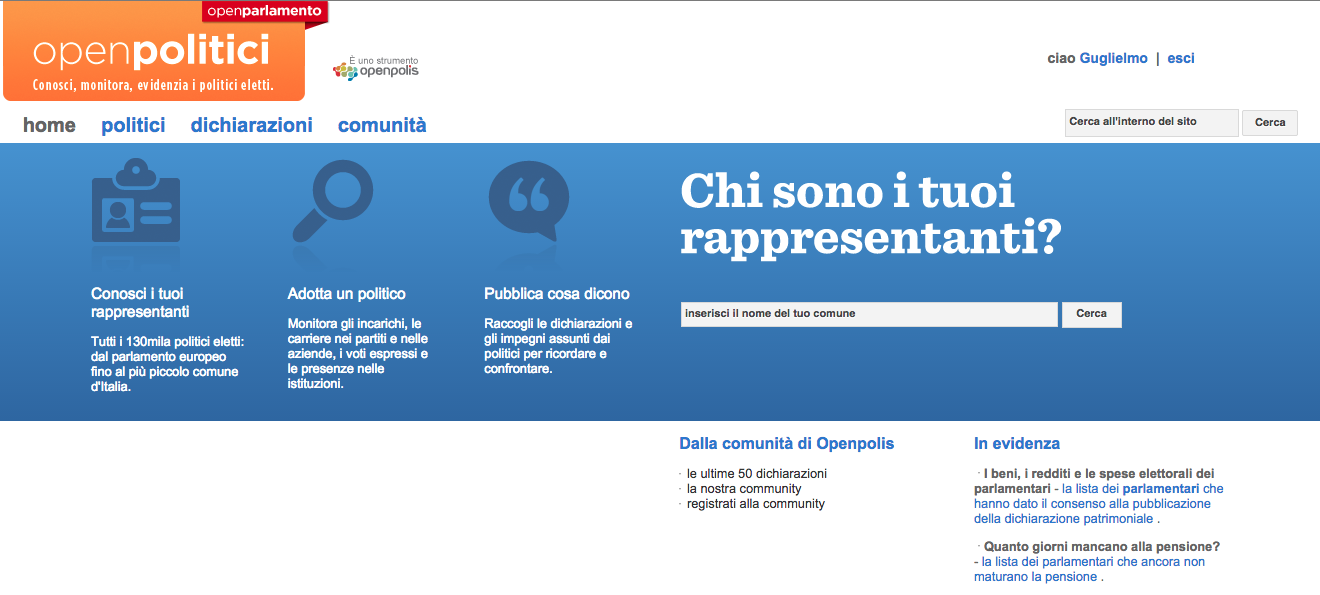 openparlamento
openpolitici
Conosci, monitora, evidenzia i politici eletti.
È uno strumento
openpolis
ciao Guglielmo | esci
home politici dichiarazioni comunità
Cerca all'interno del sito Cerca
Conosci i tuoi
rappresentanti
Tutti i 130mila politici eletti:
dal parlamento europeo
fino al più piccolo comune
d'Italia.
Adotta un politico
Monitora gli incarichi, le
carriere nei partiti e nelle
aziende, i voti espressi e
le presenze nelle
istituzioni.
Pubblica cosa dicono
Raccogli le dichiarazioni e
gli impegni assunti dai
politici per ricordare e
confrontare.
Chi sono i tuoi
rappresentanti?
inserisci il nome del tuo comune Cerca
Dalla comunità di Openpolis
· le ultime 50 dichiarazioni
· la nostra community
· registrati alla community
In evidenza
· I beni, i redditi e le spese elettorali dei
parlamentari - la lista dei parlamentari che
hanno dato il consenso alla pubblicazione
della dichiarazione patrimoniale .
· Quanto giorni mancano alla pensione?
- la lista dei parlamentari che ancora non
maturano la pensione .